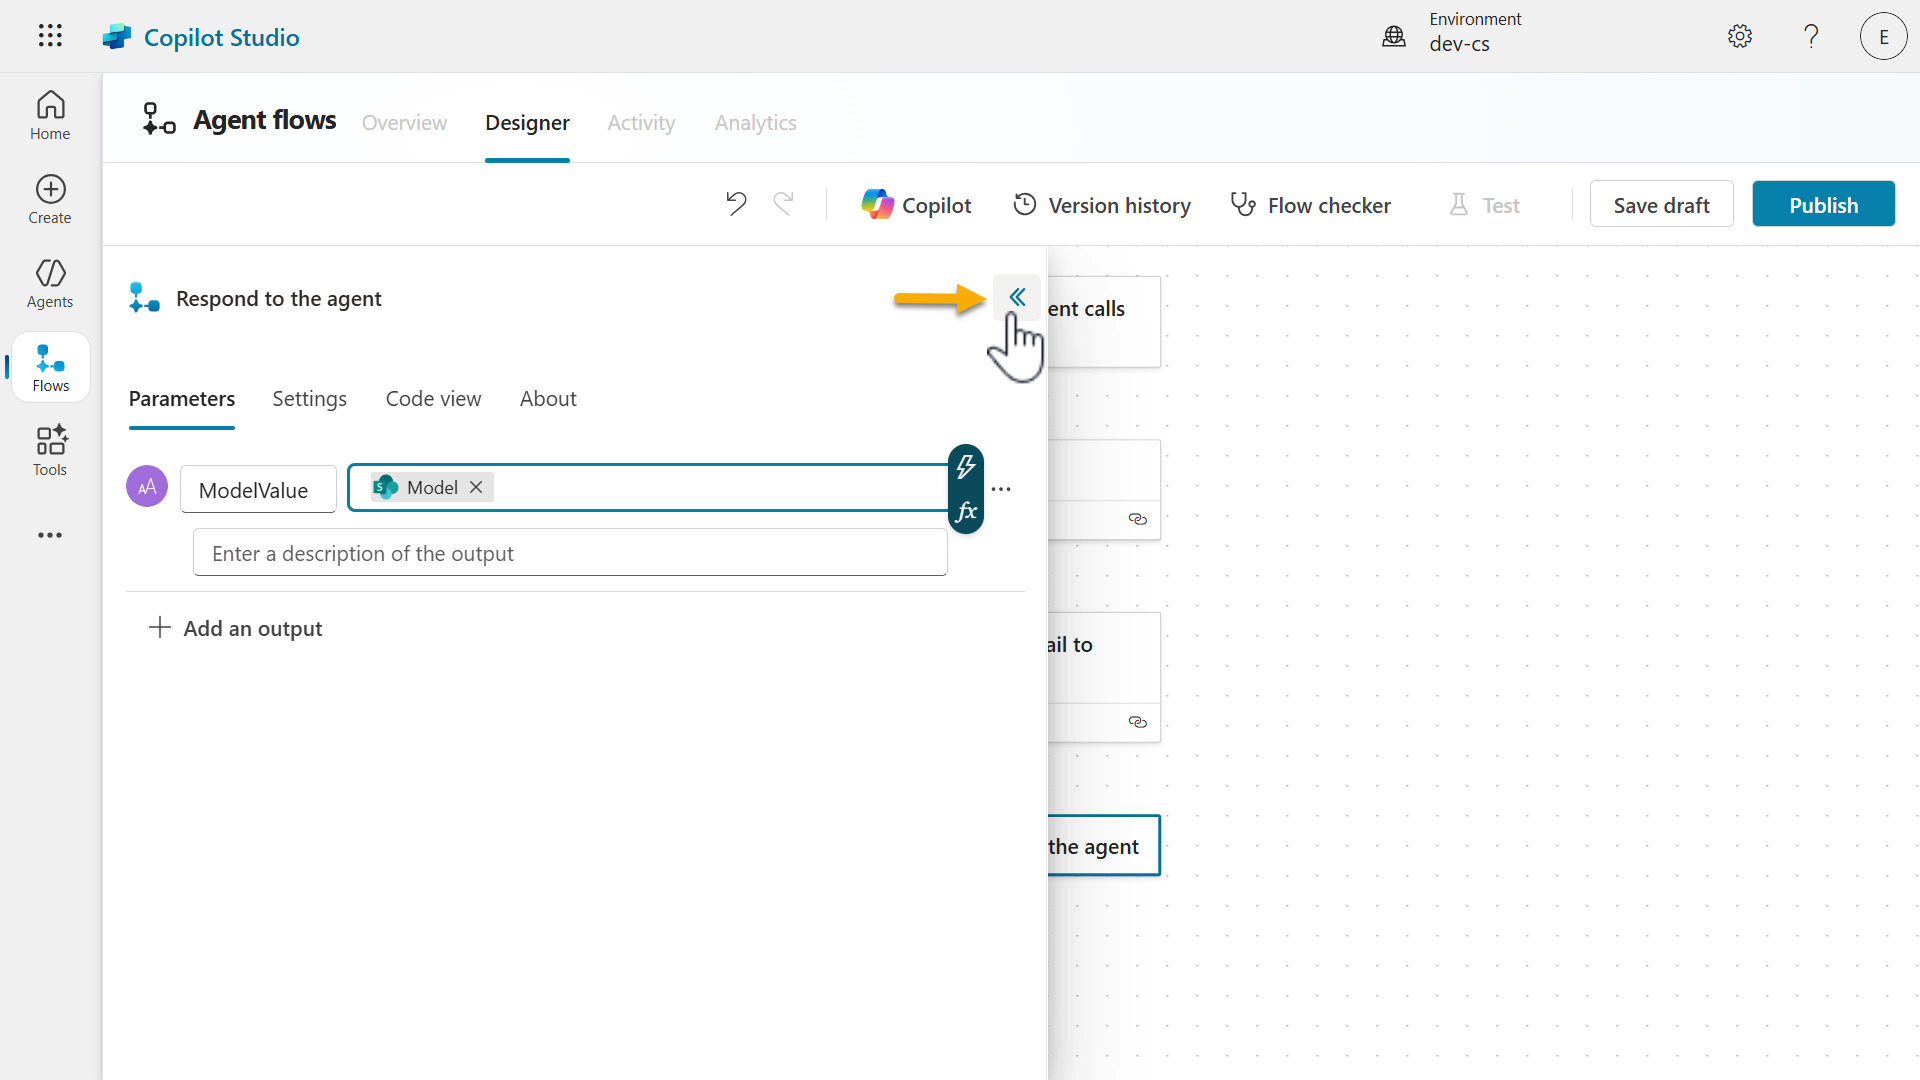 Copilot Studio
Environment
dev-cs
E
Home
Create
Agents
Flows
Tools
Agent flows
Overview
Designer
Activity
Analytics
Copilot
Version history
Flow checker
Test
Save draft
Publish
Respond to the agent
Parameters
Settings
Code view
About
AA
ModelValue
S
Model
fx
Enter a description of the output
Add an output
ent calls
ail to
the agent